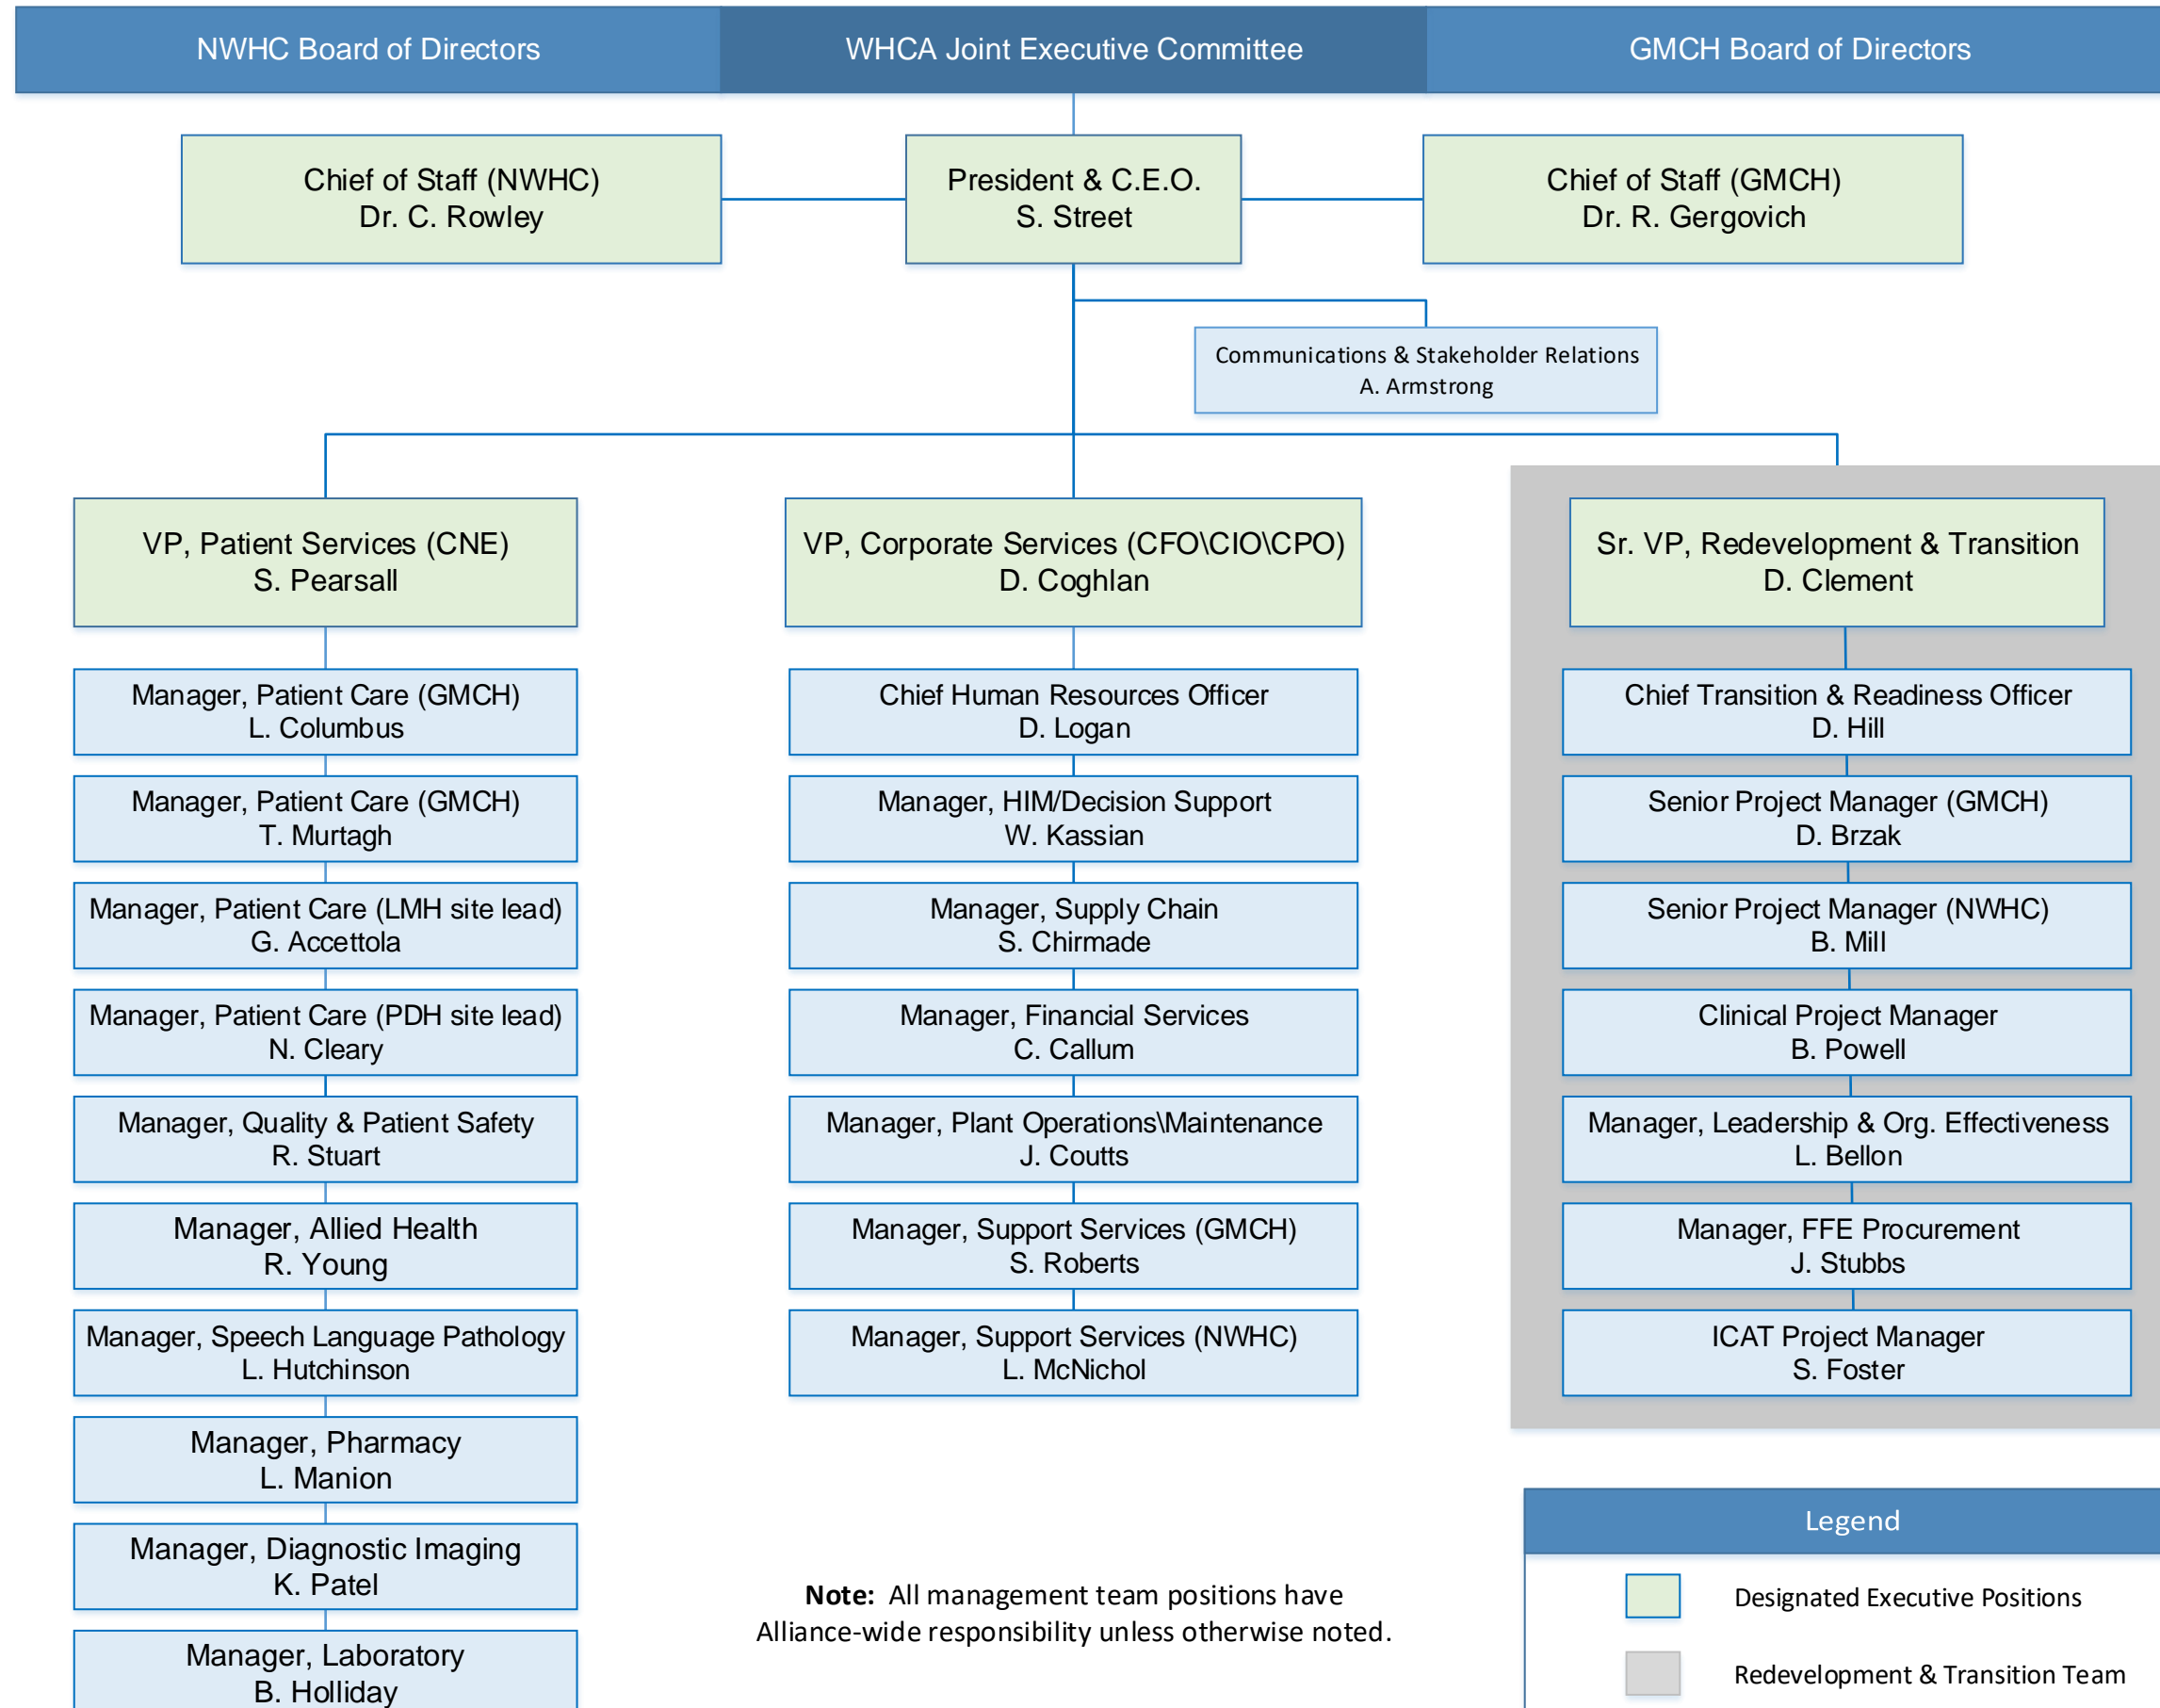 NWHC Board of Directors
WHCA Joint Executive Committee
GMCH Board of Directors
Chief of Staff (NWHC)
Dr. C. Rowley
President & C.E.O.
S. Street
Chief of Staff (GMCH)
Dr. R. Gergovich
Communications & Stakeholder Relations
A. Armstrong
VP, Patient Services (CNE)
S. Pearsall
Manager, Patient Care (GMCH)
L. Columbus
Manager, Patient Care (GMCH)
T. Murtagh
Manager, Patient Care (LMH site lead)
G. Accettola
Manager, Patient Care (PDH site lead)
N. Cleary
Manager, Quality & Patient Safety
R. Stuart
Manager, Allied Health
R. Young
Manager, Speech Language Pathology
L. Hutchinson
Manager, Pharmacy
L. Manion
Manager, Diagnostic Imaging
K. Patel
Manager, Laboratory
B. Holliday
VP, Corporate Services (CFO\CIO\CPO)
D. Coghlan
Chief Human Resources Officer
D. Logan
Manager, HIM/Decision Support
W. Kassian
Manager, Supply Chain
S. Chirmade
Manager, Financial Services
C. Callum
Manager, Plant Operations\Maintenance
J. Coutts
Manager, Support Services (GMCH)
S. Roberts
Manager, Support Services (NWHC)
L. McNichol
Sr. VP, Redevelopment & Transition
D. Clement
Chief Transition & Readiness Officer
D. Hill
Senior Project Manager (GMCH)
D. Brzak
Senior Project Manager (NWHC)
B. Mill
Clinical Project Manager
B. Powell
Manager, Leadership & Org. Effectiveness
L. Bellon
Manager, FFE Procurement
J. Stubbs
ICAT Project Manager
S. Foster
Note: All management team positions have
Alliance-wide responsibility unless otherwise noted.
Legend
Designated Executive Positions
Redevelopment & Transition Team